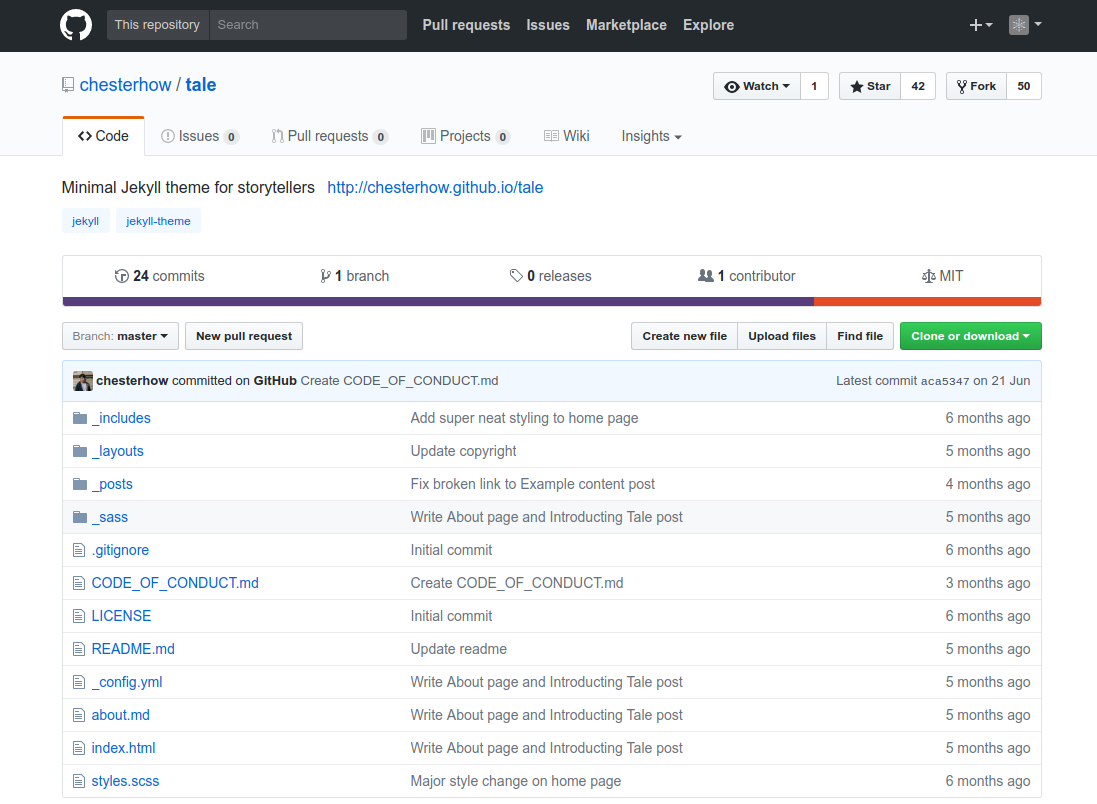 This repository Search Pull requests Issues Marketplace Explore
chesterhow / tale Watch 1 Star 42 Fork 50
Code Issues 0 Pull requests 0 Projects 0 Wiki Insights
Minimal Jekyll theme for storytellers http://chesterhow.github.io/tale
jekyll jekyll-theme
24 commits 1 branch 0 releases 1 contributor MIT
Branch: master New pull request Create new file Upload files Find file Clone or download
chesterhow committed on GitHub Create CODE_OF_CONDUCT.md Latest commit aca5347 on 21 Jun
_includes Add super neat styling to home page 6 months ago
_layouts Update copyright 5 months ago
_posts Fix broken link to Example content post 4 months ago
_sass Write About page and Introducting Tale post 5 months ago
.gitignore Initial commit 6 months ago
CODE_OF_CONDUCT.md Create CODE_OF_CONDUCT.md 3 months ago
LICENSE Initial commit 6 months ago
README.md Update readme 5 months ago
_config.yml Write About page and Introducting Tale post 5 months ago
about.md Write About page and Introducting Tale post 5 months ago
index.html Write About page and Introducting Tale post 5 months ago
styles.scss Major style change on home page 6 months ago